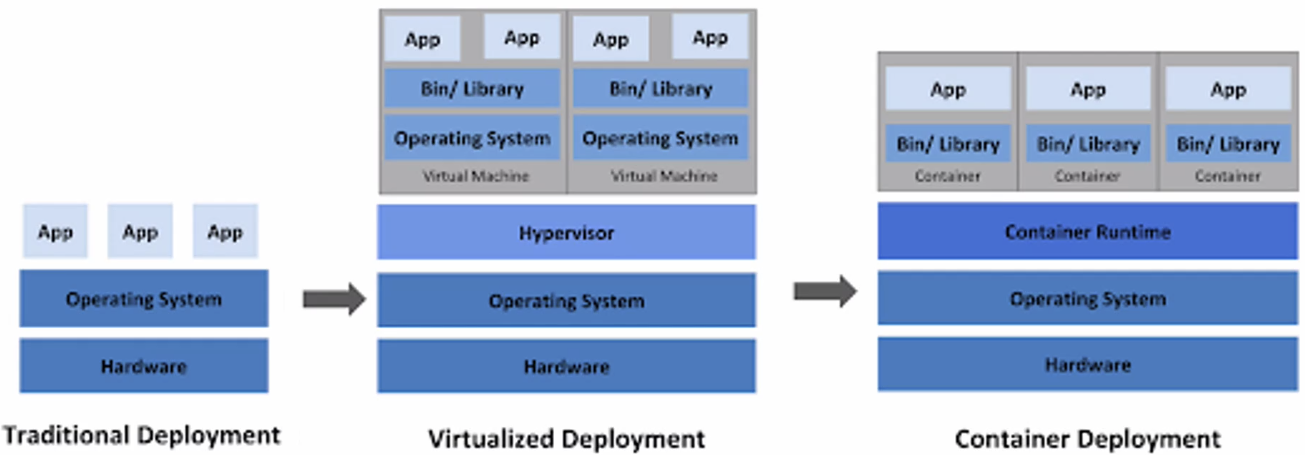 App App App
Operating System
Hardware
Traditional Deployment
App App App App
Bin/ Library Bin/ Library
Operating System Operating System
Virtual Machine Virtual Machine
Hypervisor
Operating System
Hardware
Virtualized Deployment
App App App
Bin/ Library Bin/ Library Bin/ Library
Container Container Container
Container Runtime
Operating System
Hardware
Container Deployment